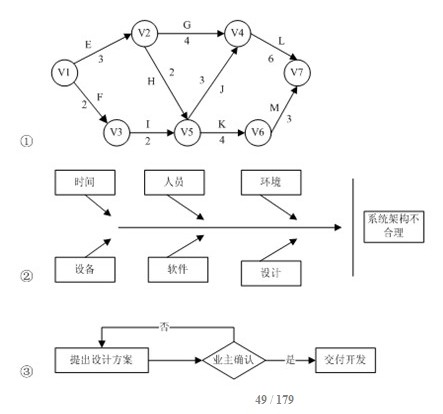 G
E
V2
4
V4
L
3
2
3
6
V1
H
J
V7
F
2
I
K
M
V3
2
V5
4
V6
3
①
时间
人员
环境
系统架构不
合理
②
设备
软件
设计
否
③
提出设计方案
业主确认
是
交付开发
49 / 179